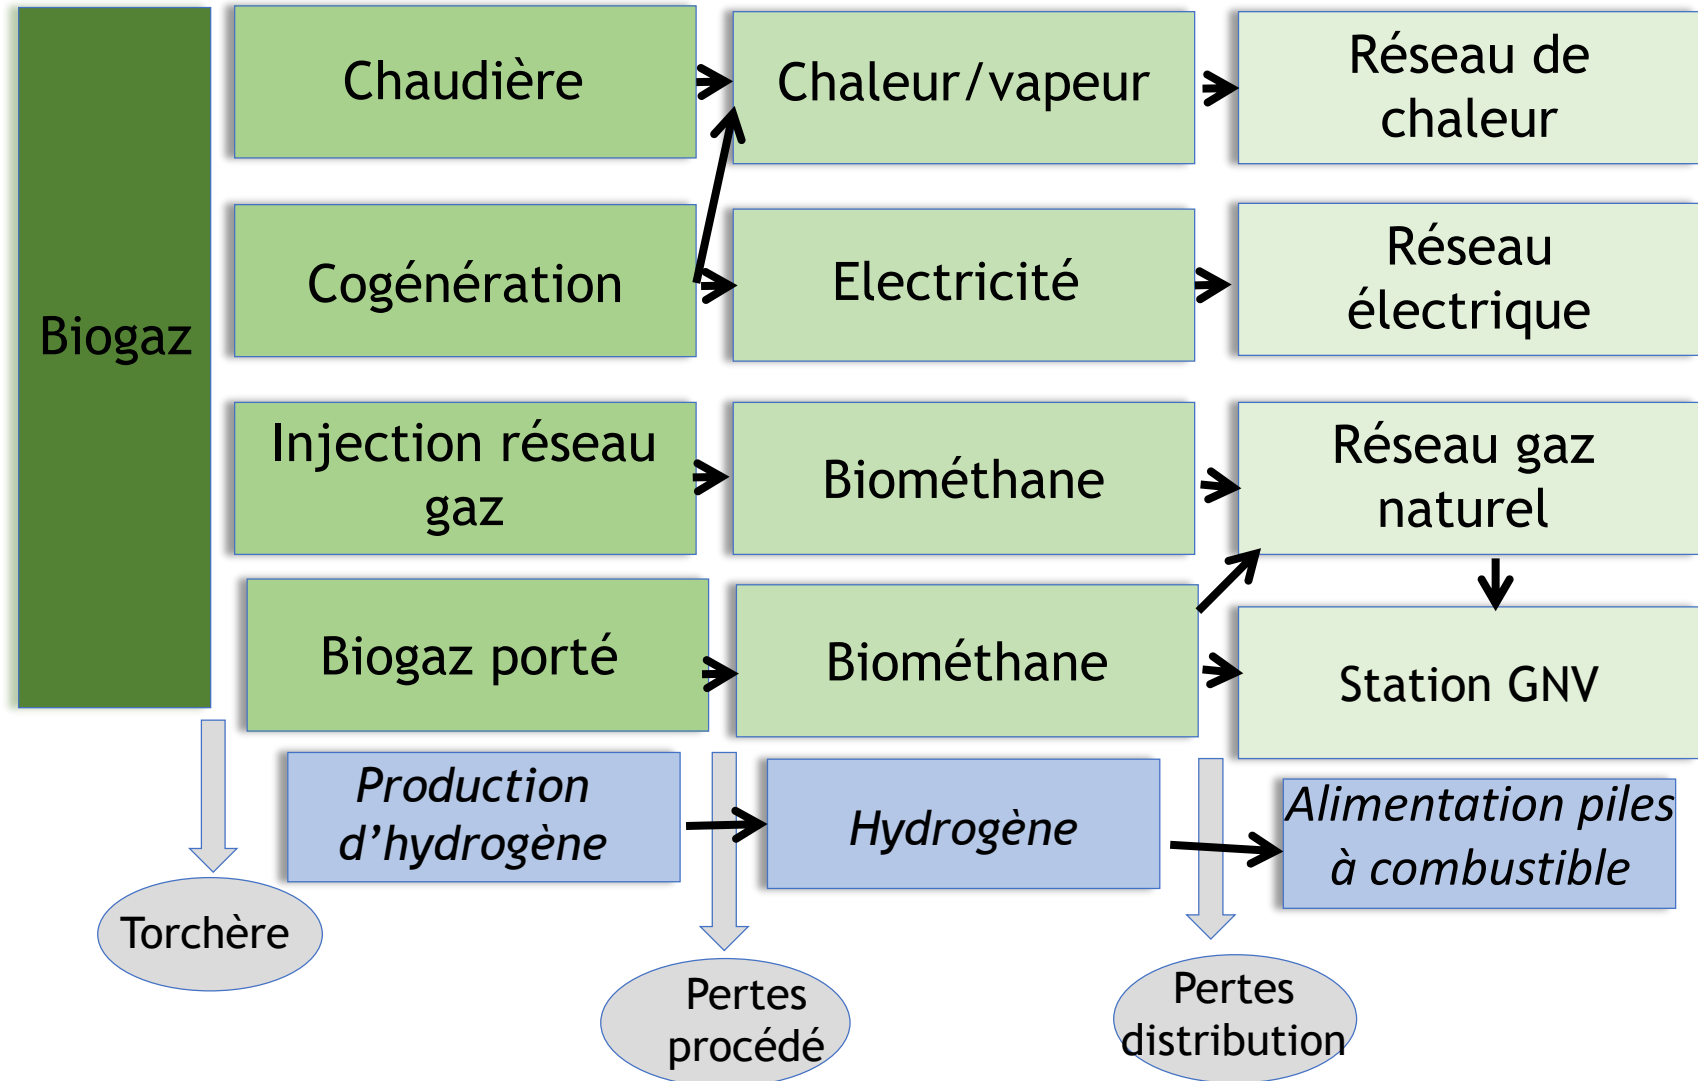 Biogaz
Chaudière
Chaleur/vapeur
Réseau de
chaleur
Cogénération
Electricité
Réseau
électrique
Injection réseau
gaz
Biométhane
Réseau gaz
naturel
Biogaz porté
Biométhane
Station GNV
Production
d’hydrogène
Hydrogène
Alimentation piles
à combustible
Torchère
Pertes
procédé
Pertes
distribution